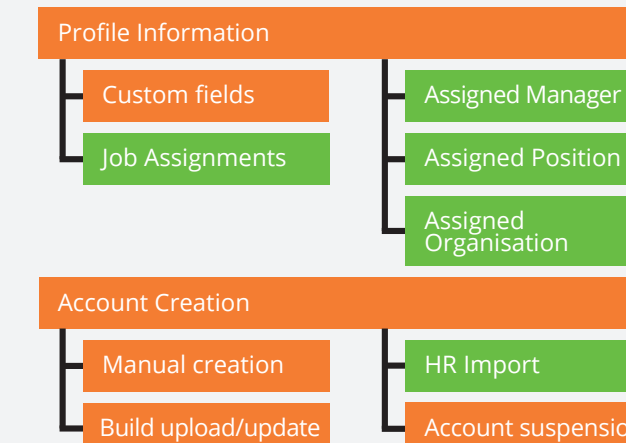 Profile Information
Custom fields
Job Assignments
Assigned Manager
Assigned Position
Assigned
Organisation
Account Creation
Manual creation
Build upload/update
HR Import
Account